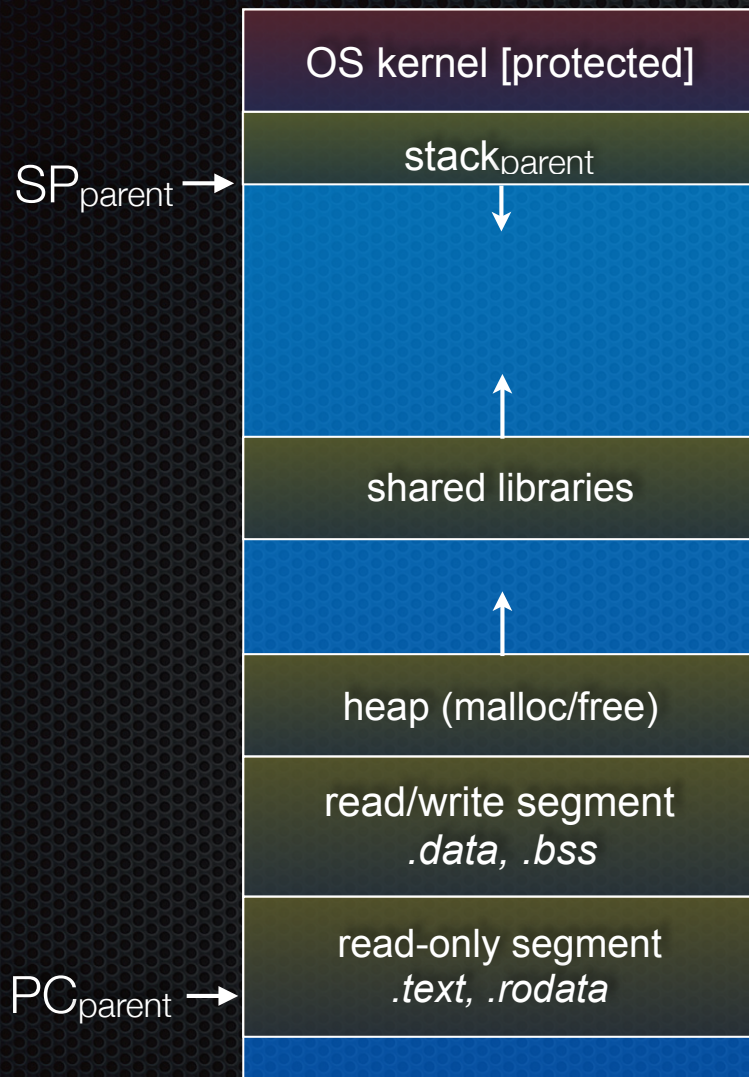 OS kernel [protected]
stackparent
SPparent
shared libraries
heap (malloc/free)
read/write segment
.data, .bss
read-only segment
.text, .rodata
PCparent